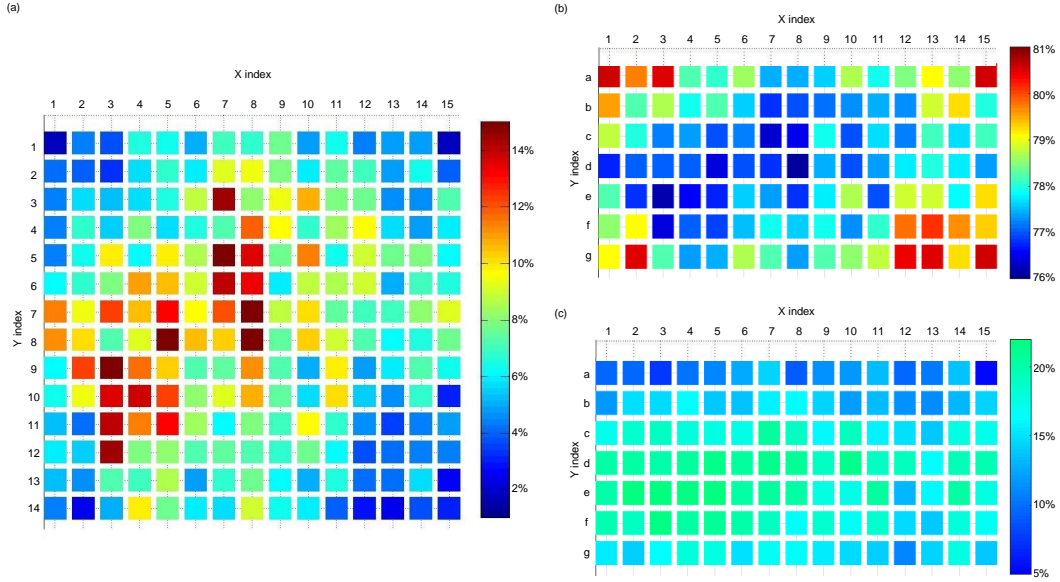 (a)
X index
1 2 3 4 5 6 7 8 9 10 11 12 13 14 15
Y index
1
2
3
4
5
6
7
8
9
10
11
12
13
14
14%
12%
10%
8%
6%
4%
2%
(b)
X index
1 2 3 4 5 6 7 8 9 10 11 12 13 14 15
Y index
a
b
c
d
e
f
g
81%
80%
79%
78%
77%
76%
(c)
X index
1 2 3 4 5 6 7 8 9 10 11 12 13 14 15
Y index
a
b
c
d
e
f
g
20%
15%
10%
5%